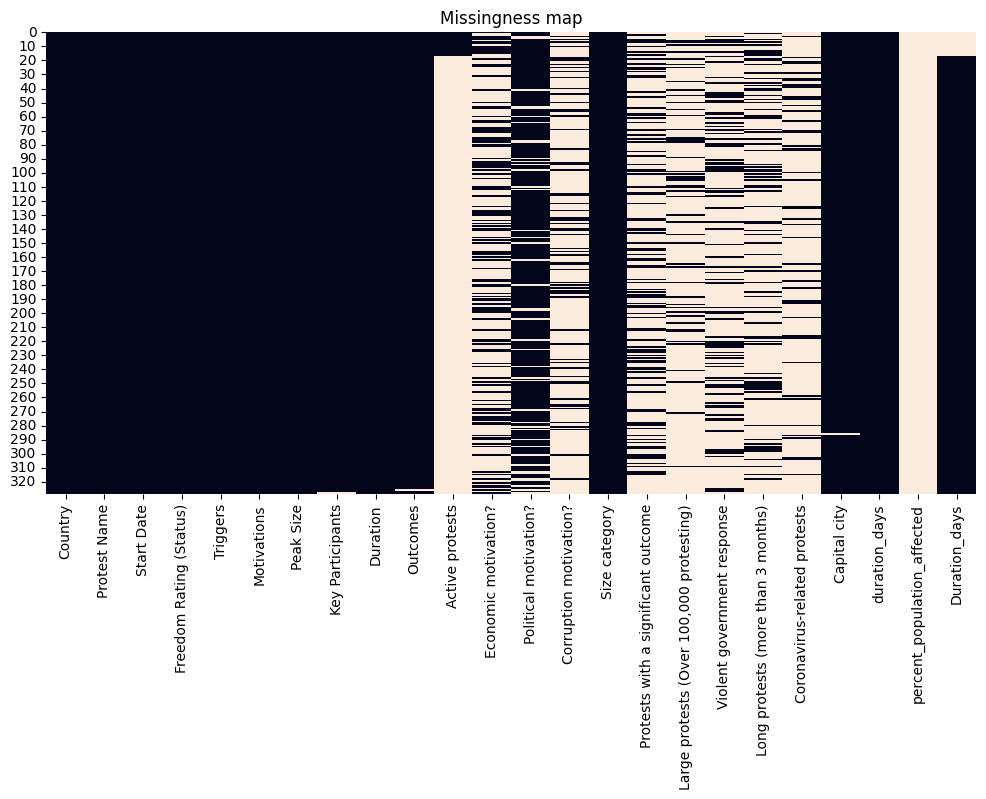 Missingness map
0
10
20
30
40
50
60
70
80
90
100
110
120
130
140
150
160
170
180
190
200
210
220
230
240
250
260
270
280
290
300
310
320
Country
Protest Name
Start Date
Freedom Rating (Status)
Triggers
Motivations
Peak Size
Key Participants
Duration
Outcomes
Active protests
Economic motivation?
Political motivation?
Corruption motivation?
Size category
Protests with a significant outcome
Large protests (Over 100,000 protesting)
Violent government response
Long protests (more than 3 months)
Coronavirus-related protests
Capital city
duration_days
percent_population_affected
Duration_days